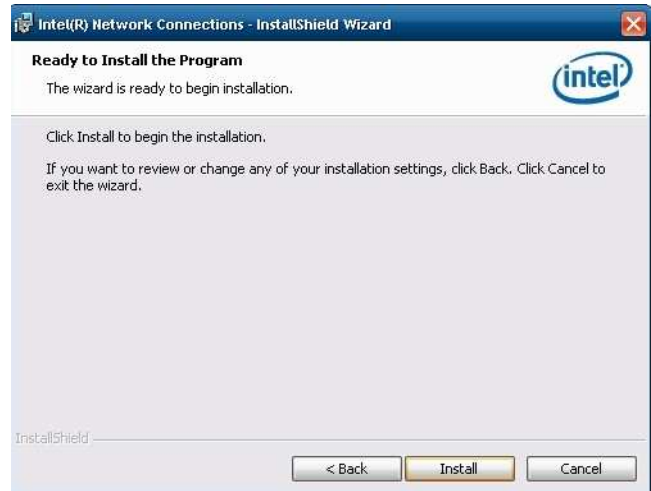 Intel(R) Network Connections - InstallShield Wizard
Ready to Install the Program
The wizard is ready to begin installation.
intel
Click Install to begin the installation.
If you want to review or change any of your installation settings, click Back. Click Cancel to
exit the wizard.
InstallShield
< Back
Install
Cancel